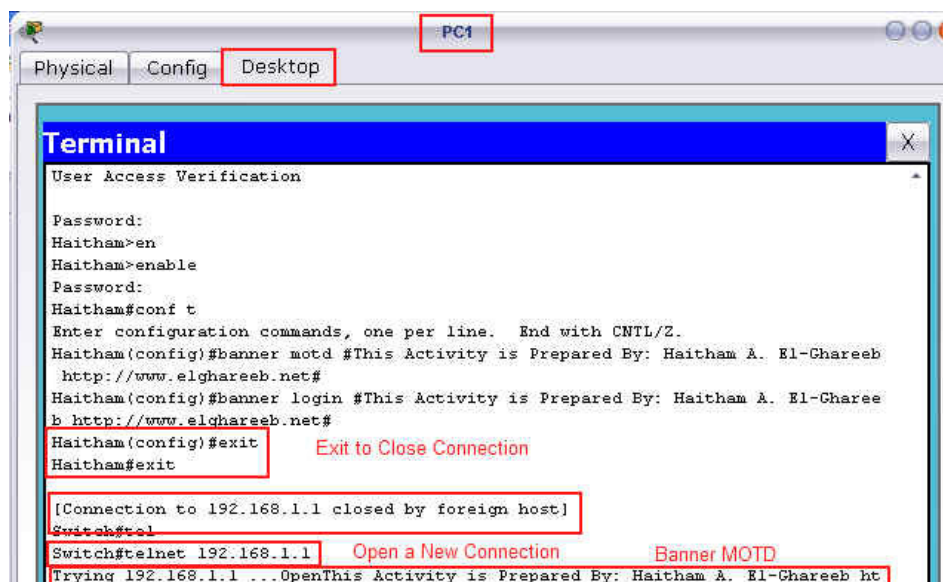 PC1
Physical Config Desktop
Terminal
X
User Access Verification
Password:
Haitham>en
Haitham>enable
Password:
Haitham#conf t
Enter configuration commands, one per line. End with CNTL/Z.
Haitham(config)#banner motd #This Activity is Prepared By: Haitham A. El-Ghareeb
http://www.elghareeb.net#
Haitham(config)#banner login #This Activity is Prepared By: Haitham A. El-Gharee
b http://www.elghareeb.net#
Haitham(config)#exit
Exit to Close Connection
Haitham#exit
[Connection to 192.168.1.1 closed by foreign host]
Switch#tel
Switch#telnet 192.168.1.1 Open a New Connection Banner MOTD
Trying 192.168.1.1 ...OpenThis Activity is Prepared By: Haitham A. El-Ghareeb ht